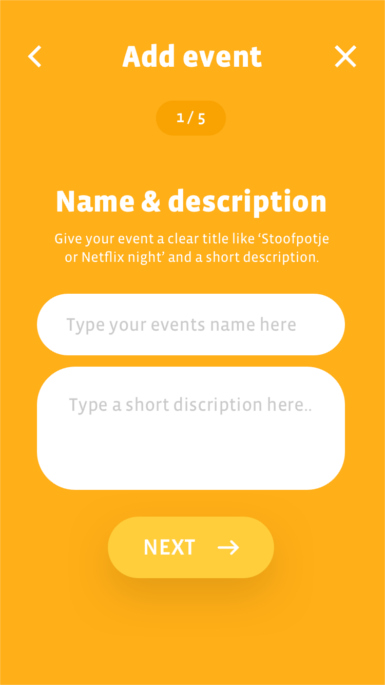 Add event
1 / 5
Name & description
Give your event a clear title like ‘Stoofpotje
or Netflix night’ and a short description.
Type your events name here
Type a short discription here..
NEXT